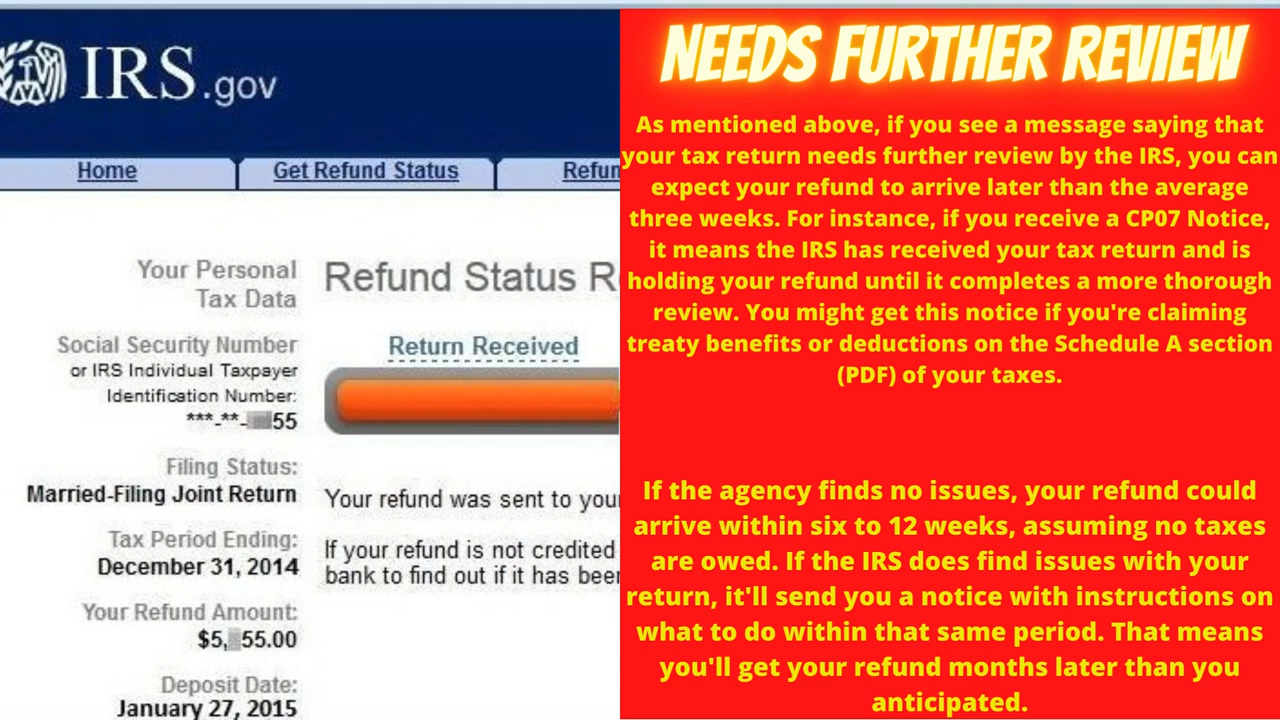 IRS.gov
Home
Get Refund Status
Your Personal
Tax Data
Social Security Number
or IRS Individual Taxpayer
Identification Number:
***-**- 55
Filing Status:
Married-Filing Joint Return
Tax Period Ending:
December 31, 2014
Your Refund Amount:
$5, 55.00
Deposit Date:
January 27, 2015
Refund Status
Return Received
Your refund was sent to
If your refund is not credited
bank to find out if it has
NEEDS FURTHER REVIEW
As mentioned above, if you see a message saying that
your tax return needs further review by the IRS, you can
expect your refund to arrive later than the average
three weeks. For instance, if you receive a CP07 Notice,
it means the IRS has received your tax return and is
holding your refund until it completes a more thorough
review. You might get this notice if you're claiming
treaty benefits or deductions on the Schedule A section
(PDF) of your taxes.
If the agency finds no issues, your refund could
arrive within six to 12 weeks, assuming no taxes
are owed. If the IRS does find issues with your
return, it'll send you a notice with instructions on
what to do within that same period. That means
you'll get your refund months later than you
anticipated.